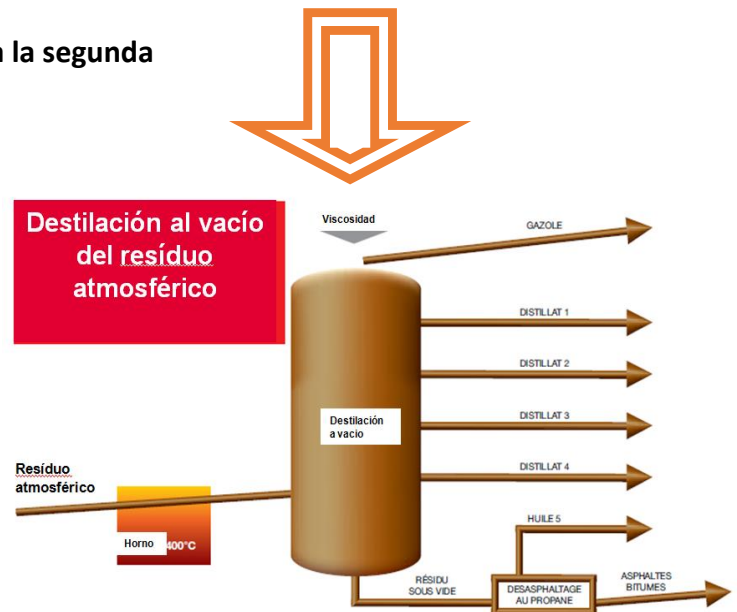 la segunda
Destilación al vacío
del resíduo
atmosférico
Viscosidad
GAZOLE
DISTILLAT 1
DISTILLAT 2
DISTILLAT 3
DISTILLAT 4
Destilación
a vacio
Resíduo
atmosférico
Horno
400°C
HUILE 5
RÉSIDU
SOUS VIDE
DESASPHALTAGE
AU PROPANE
ASPHALTES
BITUMES